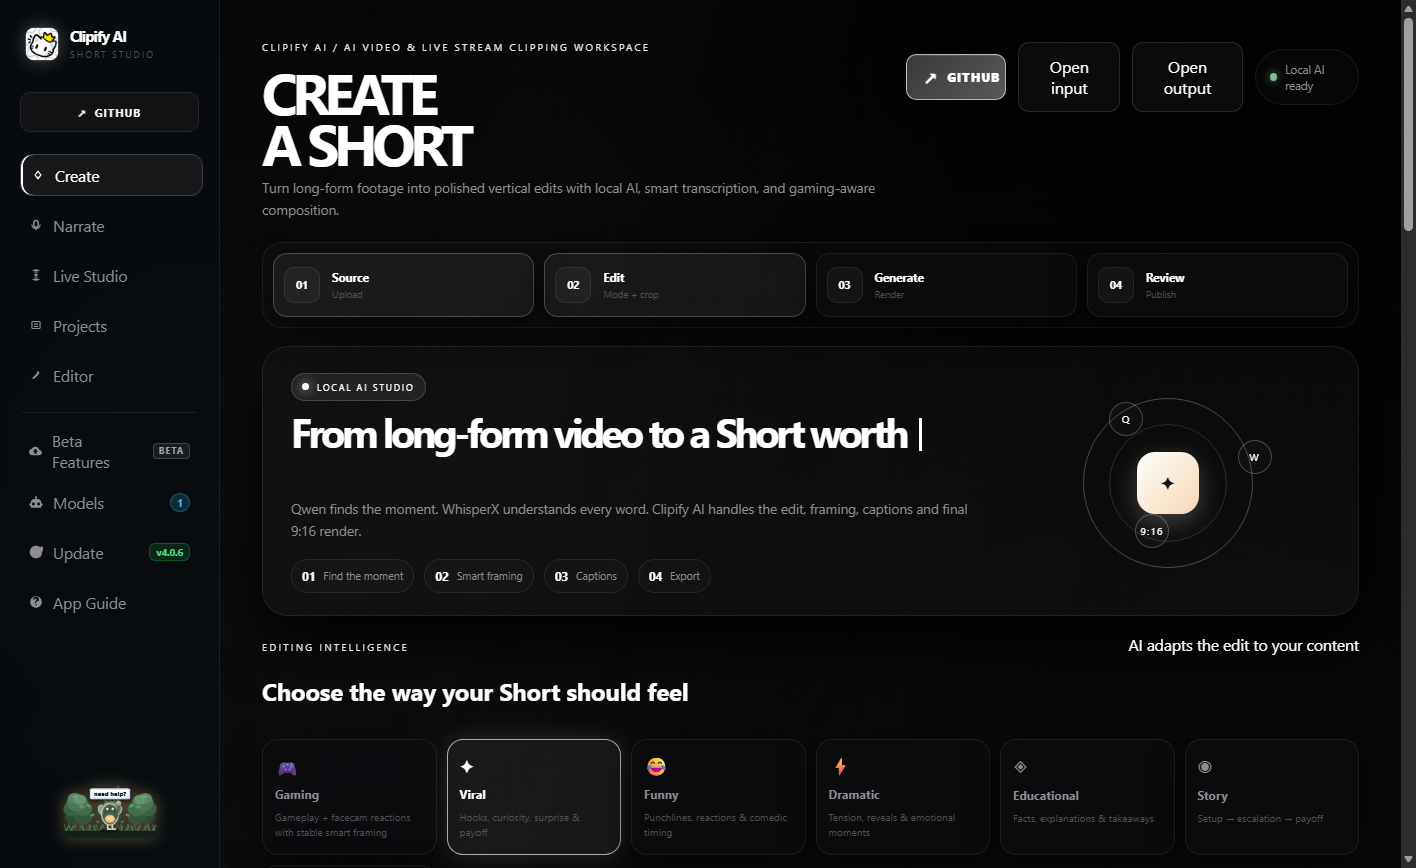 Clipify AI
SHORT STUDIO
↗ GITHUB
Create
Narrate
Live Studio
Projects
Editor
Beta
Features
BETA
Models
1
Update
v4.0.6
App Guide
need help?
CLIPIFY AI / AI VIDEO & LIVE STREAM CLIPPING WORKSPACE
CREATE
A SHORT
Turn long-form footage into polished vertical edits with local AI, smart transcription, and gaming-aware
composition.
↗ GITHUB
Open
input
Open
output
Local AI
ready
01
Source
Upload
02
Edit
Mode + crop
03
Generate
Render
04
Review
Publish
LOCAL AI STUDIO
From long-form video to a Short worth
Qwen finds the moment. WhisperX understands every word. Clipify AI handles the edit, framing, captions and final
9:16 render.
01 Find the moment
02 Smart framing
03 Captions
04 Export
Q
W
9:16
EDITING INTELLIGENCE
AI adapts the edit to your content
Choose the way your Short should feel
Gaming
Gameplay + facecam reactions
with stable smart framing
Viral
Hooks, curiosity, surprise &
payoff
Funny
Punchlines, reactions & comedic
timing
Dramatic
Tension, reveals & emotional
moments
Educational
Facts, explanations & takeaways
Story
Setup → escalation → payoff